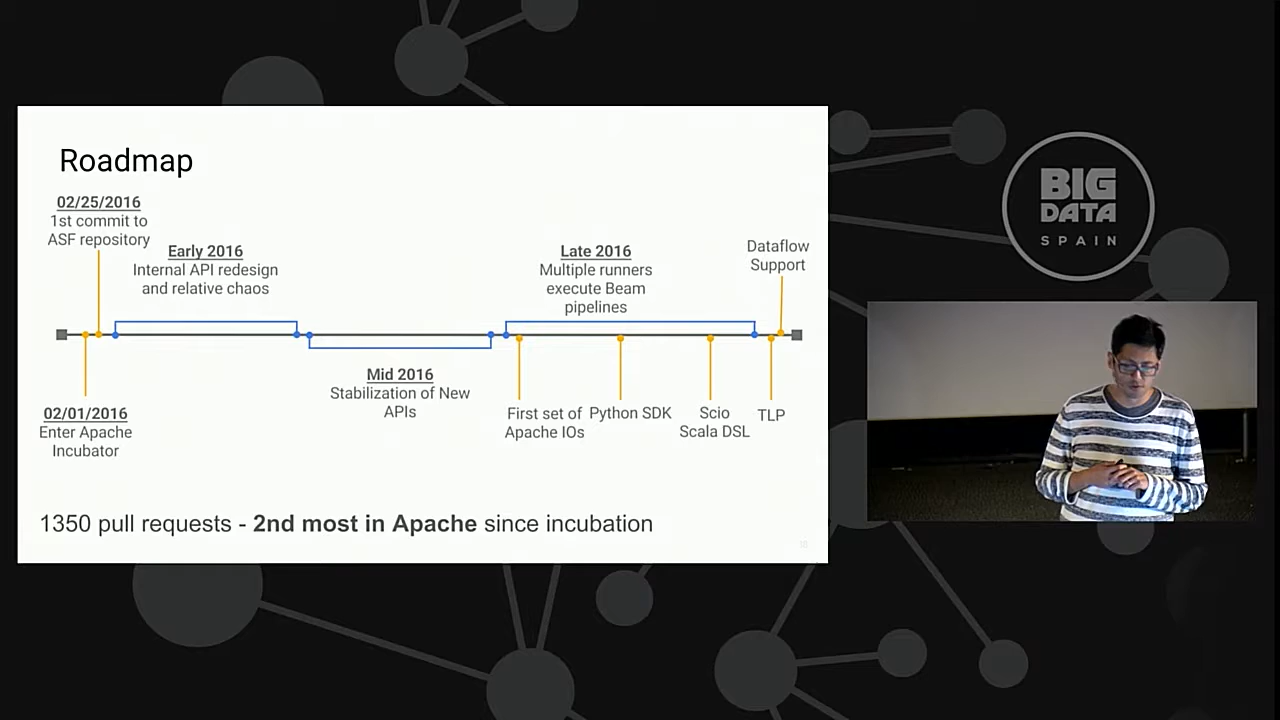 Roadmap
02/25/2016
1st commit to
ASF repository
Early 2016
Internal API redesign
and relative chaos
Late 2016
Multiple runners
execute Beam
pipelines
Dataflow
Support
02/01/2016
Enter Apache
Incubator
Mid 2016
Stabilization of New
APIs
First set of
Apache IOs
Python SDK
Scio
Scala DSL
TLP
1350 pull requests - 2nd most in Apache since incubation
10
BIG
DATA
SPAIN